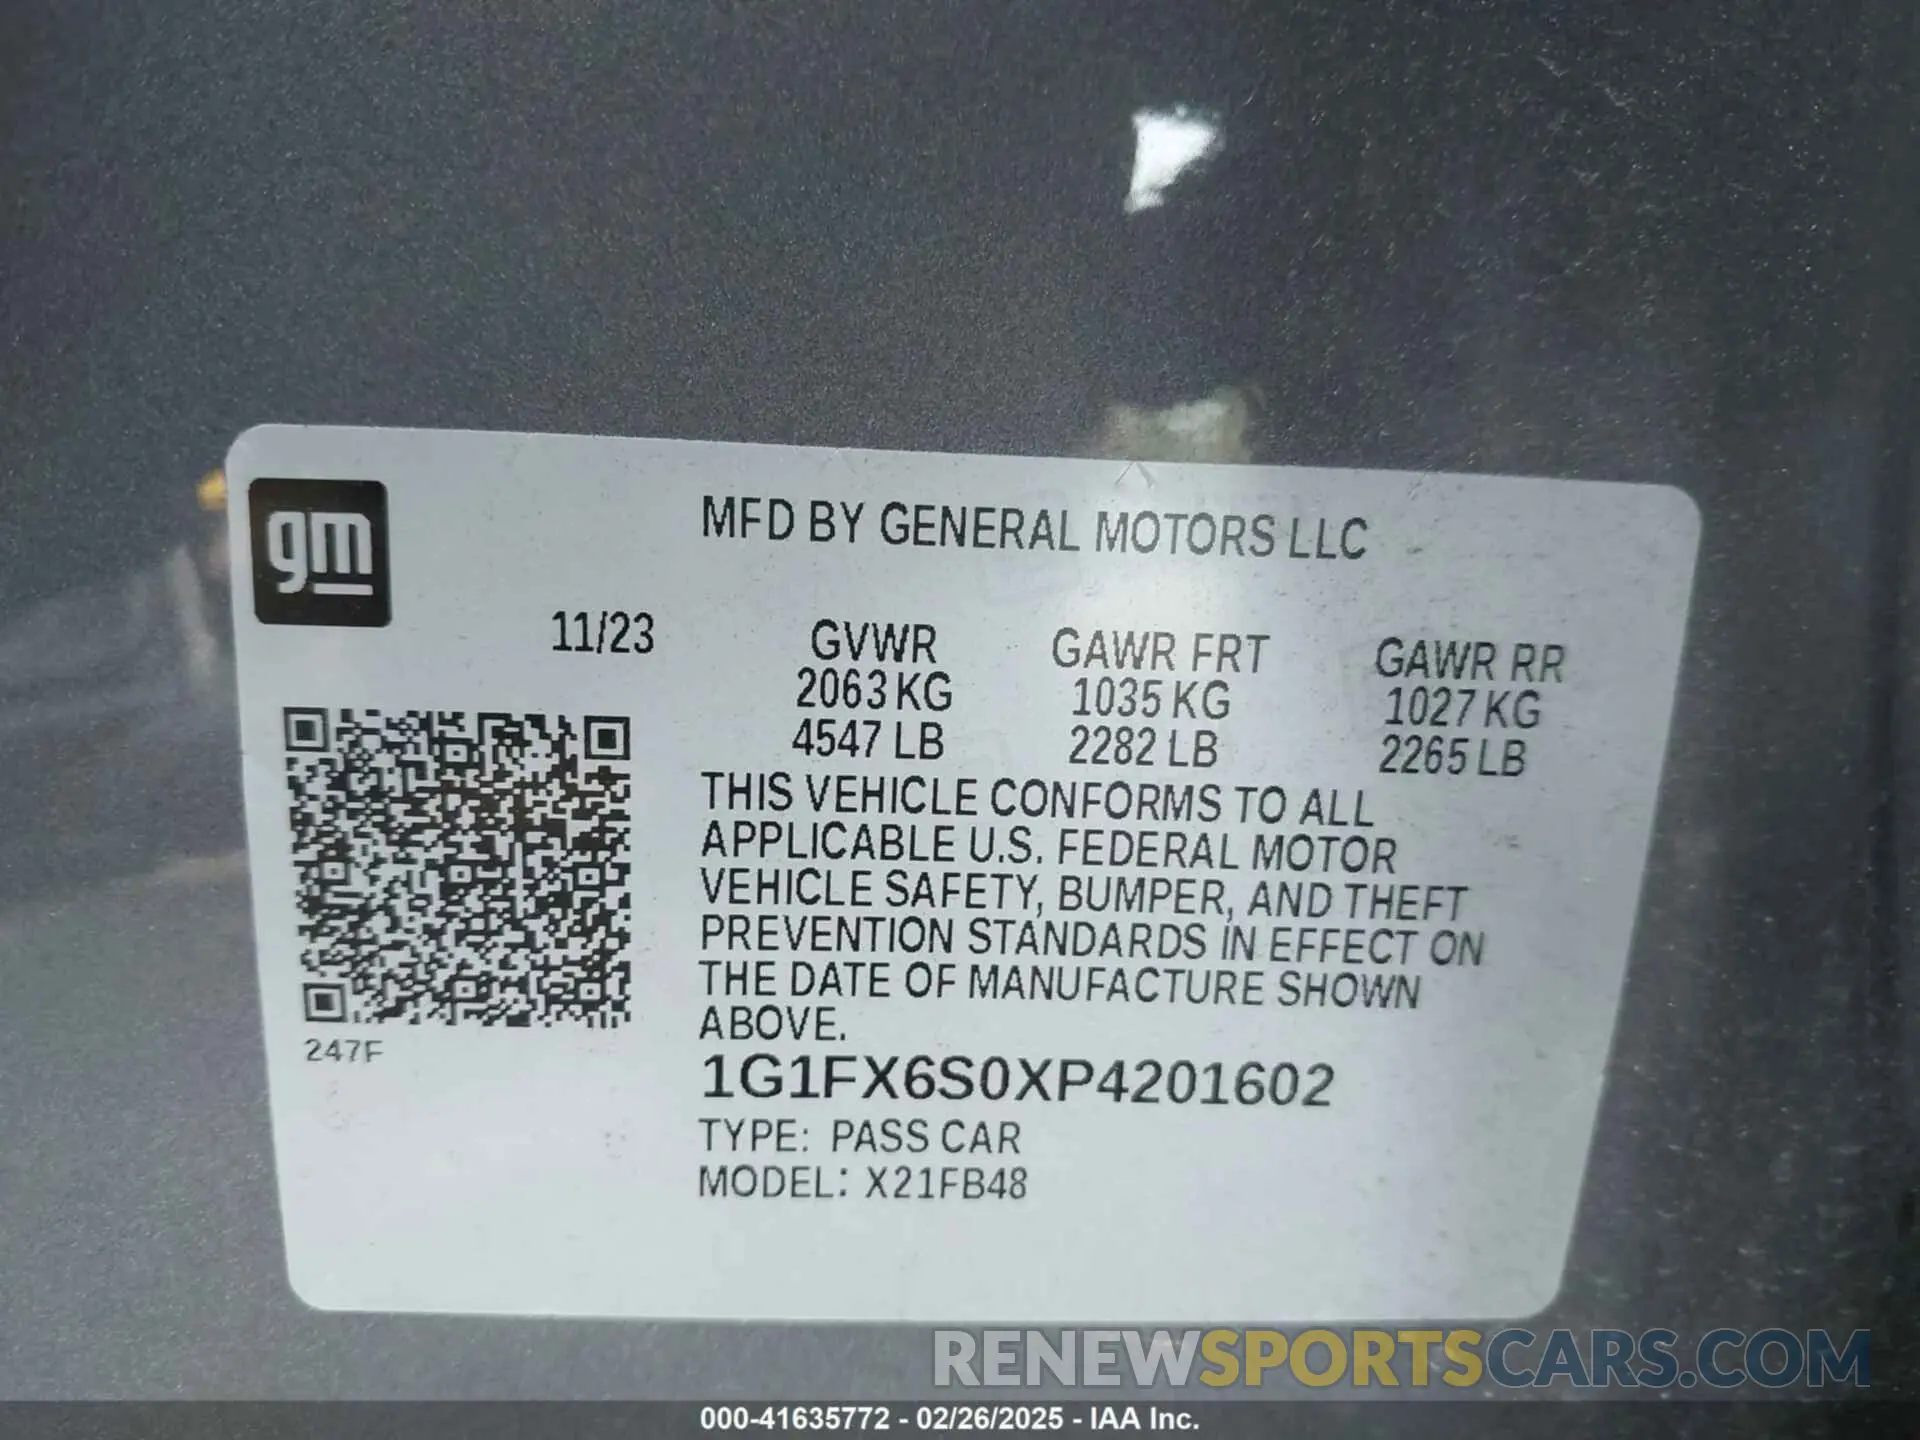 gm
MFD BY GENERAL MOTORS LLC
11/23
GVWR GAWR FRT GAWR RR
2063 KG 1035 KG 1027 KG
4547 LB 2282 LB 2265 LB
THIS VEHICLE CONFORMS TO ALL
APPLICABLE U.S. FEDERAL MOTOR
VEHICLE SAFETY, BUMPER, AND THEFT
PREVENTION STANDARDS IN EFFECT ON
THE DATE OF MANUFACTURE SHOWN
ABOVE.
247F
1G1FX6S0XP4201602
TYPE: PASS CAR
MODEL: X21FB48
RENEWSPORTSCARS.COM
000-41635772 - 02/26/2025 - IAA Inc.